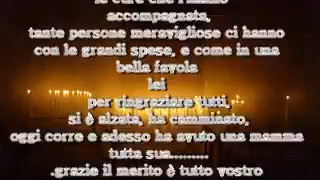 le cure che l'hanno
accompagnata,
tante persone meravigliose ci hanno
con le grandi spese, e come in una
bella favola
lei
per ringraziare tutti,
si è alzata, ha camminato,
oggi corre e adesso ha avuto una mamma
tutta sua.........
.grazie il merito è tutto vostro